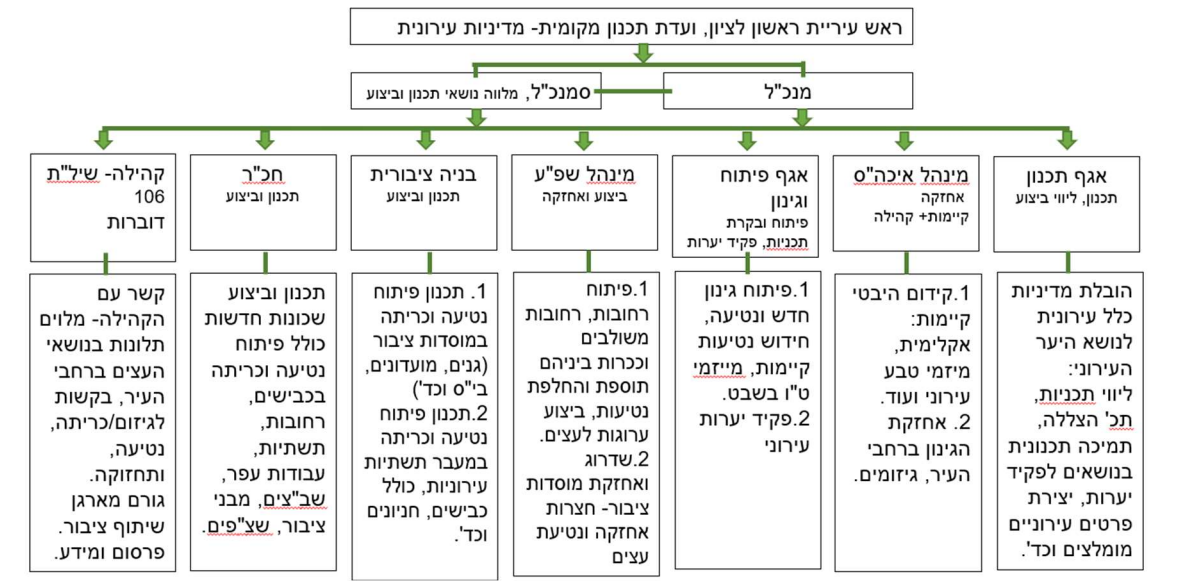 ראש עיריית ראשון לציון, ועדת תכנון מקומית- מדיניות עירונית
מנכ"ל
סמנכ"ל, מלווה נושאי תכנון וביצוע
אגף תכנון
תכנון, ליווי ביצוע
הובלת מדיניות
כלל עירונית
לנושא היער
העירוני:
ליווי תכניות,
תכ' הצללה,
תמיכה תכנונית
בנושאים לפקיד
יערות, יצירת
פרטים עירוניים
מומלצים וכד'.
מינהל איכה"ס
אחזקה
קיימות+ קהילה
1.קידום היבטי
קיימות:
אקלימית,
מיזמי טבע
עירוני ועוד.
2. אחזקת
הגינון ברחבי
העיר, גיזומים.
אגף פיתוח
וגינון
פיתוח ובקרת
תכניות, פקיד יערות
1.פיתוח גינון
חדש ונטיעה,
חידוש נטיעות
קיימות, מייזמי
ט"ו בשבט.
2.פקיד יערות
עירוני
מינהל שפ"ע
ביצוע ואחזקה
1.פיתוח
רחובות, רחובות
משולבים
וככרות ביניהם
תוספת והחלפת
נטיעות, ביצוע
ערוגות לעצים.
2.שדרוג
ואחזקת מוסדות
ציבור- חצרות
אחזקה ונטיעת
עצים
בניה ציבורית
תכנון וביצוע
1. תכנון פיתוח
נטיעה וכריתה
במוסדות ציבור
(גנים, מועדונים,
בי"ס וכד')
2.תכנון פיתוח
נטיעה וכריתה
במעבר תשתיות
עירוניות, כולל
כבישים, חניונים
וכד'.
חכ"ר
תכנון וביצוע
תכנון וביצוע
שכונות חדשות
כולל פיתוח
נטיעה וכריתה
בכבישים,
רחובות,
תשתיות,
עבודות עפר,
שב"צים, מבני
ציבור, שצ"פים.
קהילה- שיל"ת
106
דוברות
קשר עם
הקהילה- מלוים
תלונות בנושאי
העצים ברחבי
העיר, בקשות
לגיזום/כריתה,
נטיעה,
ותחזוקה.
גורם מארגן
שיתוף ציבור.
פרסום ומידע.